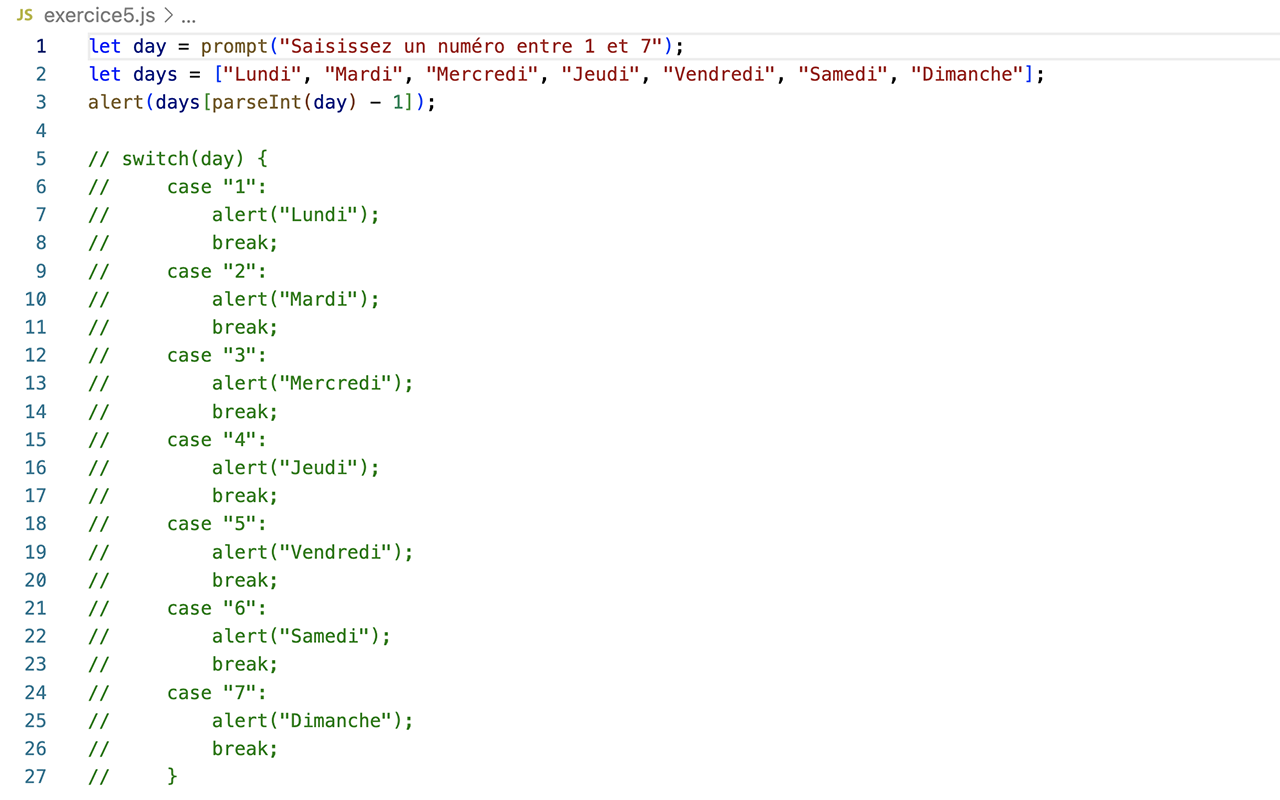 JS exercice5.js > ...
1 let day = prompt("Saisissez un numéro entre 1 et 7");
2 let days = ["Lundi", "Mardi", "Mercredi", "Jeudi", "Vendredi", "Samedi", "Dimanche"];
3 alert(days[parseInt(day) - 1]);
4
5 // switch(day) {
6 //     case "1":
7 //         alert("Lundi");
8 //         break;
9 //     case "2":
10 //         alert("Mardi");
11 //         break;
12 //     case "3":
13 //         alert("Mercredi");
14 //         break;
15 //     case "4":
16 //         alert("Jeudi");
17 //         break;
18 //     case "5":
19 //         alert("Vendredi");
20 //         break;
21 //     case "6":
22 //         alert("Samedi");
23 //         break;
24 //     case "7":
25 //         alert("Dimanche");
26 //         break;
27 //     }